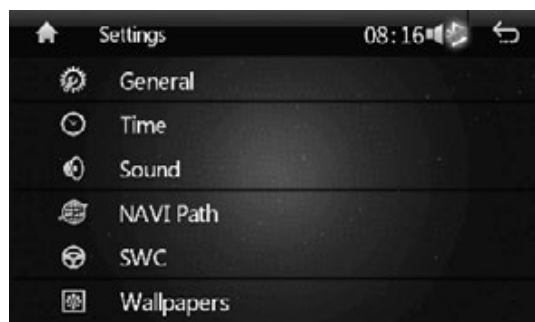 Settings 08:16
General
Time
Sound
NAVI Path
SWC
Wallpapers